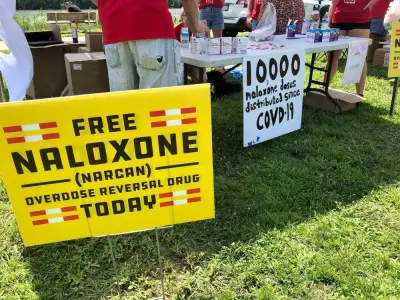 FREE
NALOXONE
(NARCAN)
OVERDOSE REVERSAL DRUG
TODAY
10000
naloxone doses
distributed since
COVID-19